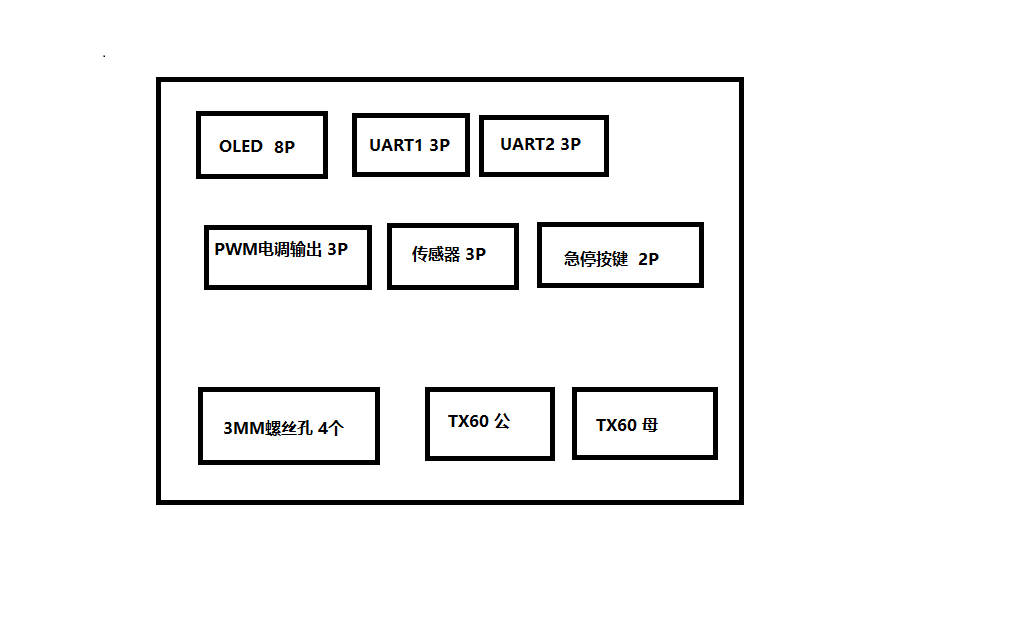 OLED 8P
UART1 3P
UART2 3P
PWM电调输出 3P
传感器 3P
急停按键 2P
3MM螺丝孔 4个
TX60 公
TX60 母